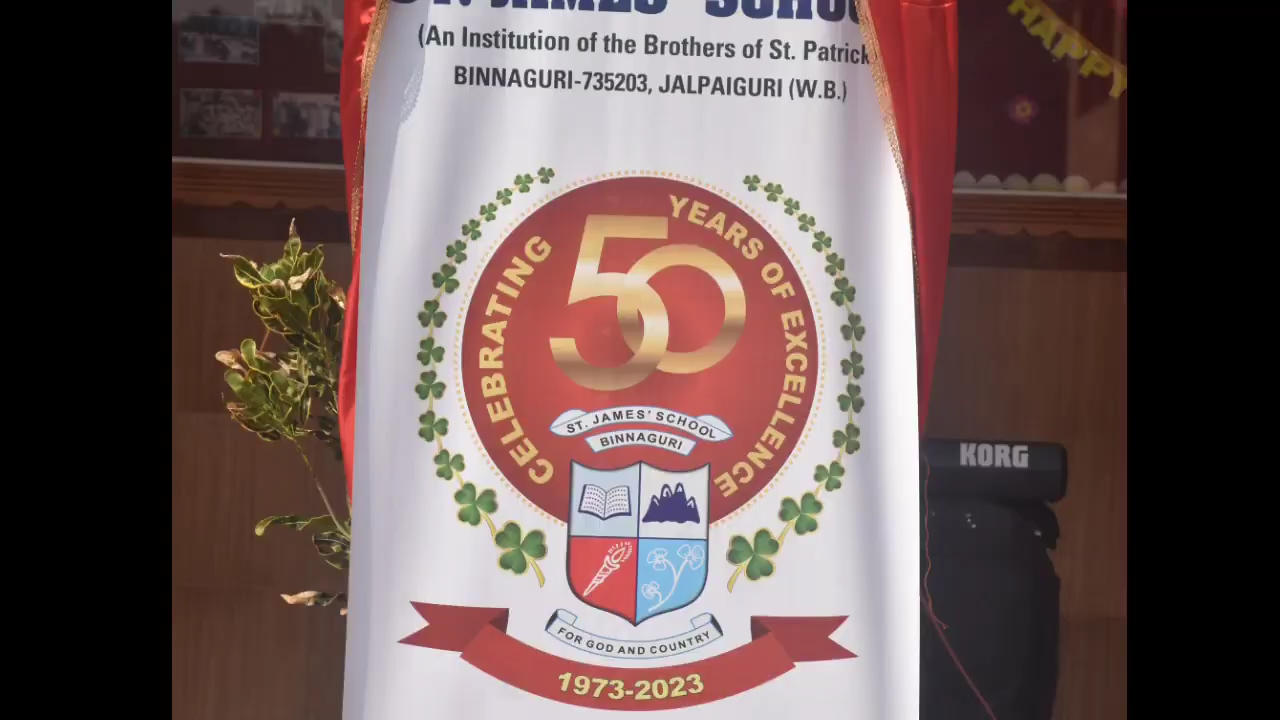 ST. JAMES' SCHOOL
(An Institution of the Brothers of St. Patrick
BINNAGURI-735203, JALPAIGURI (W.B.)
HAPPY
CELEBRATING
50
YEARS OF EXCELLENCE
ST. JAMES' SCHOOL
BINNAGURI
KORG
FOR GOD AND COUNTRY
1973-2023